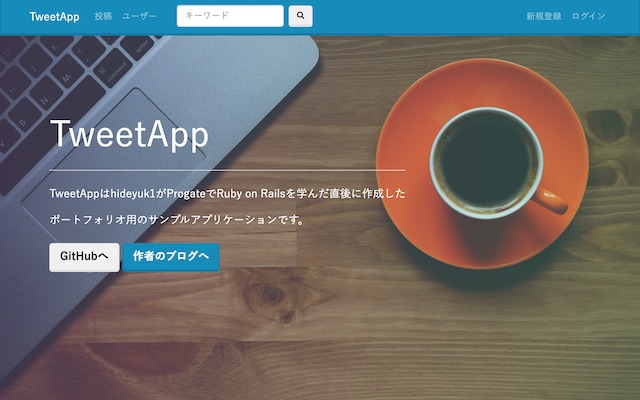 TweetApp 投稿 ユーザー キーワード 新規登録 ログイン
TweetApp
TweetAppはhideyuk1がProgateでRuby on Railsを学んだ直後に作成した
ポートフォリオ用のサンプルアプリケーションです。
GitHubへ 作者のブログへ